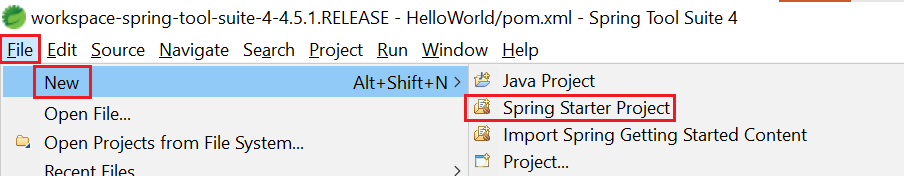 workspace-spring-tool-suite-4-4.5.1.RELEASE - HelloWorld/pom.xml - Spring Tool Suite 4
File Edit Source Navigate Search Project Run Window Help
New Alt+Shift+N > Java Project
Open File... Spring Starter Project
Open Projects from File System... Import Spring Getting Started Content
Recent Files Project...